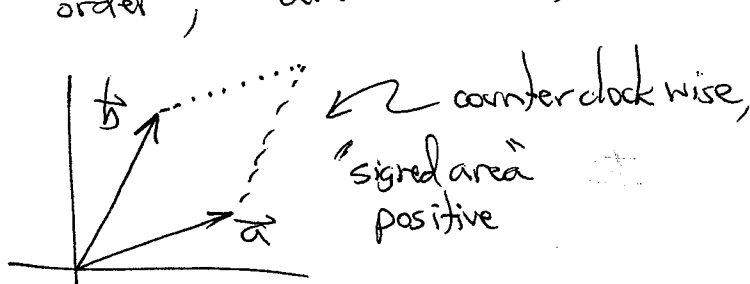 order,
b⃗
counterclockwise,
"signed area"
positive
a⃗